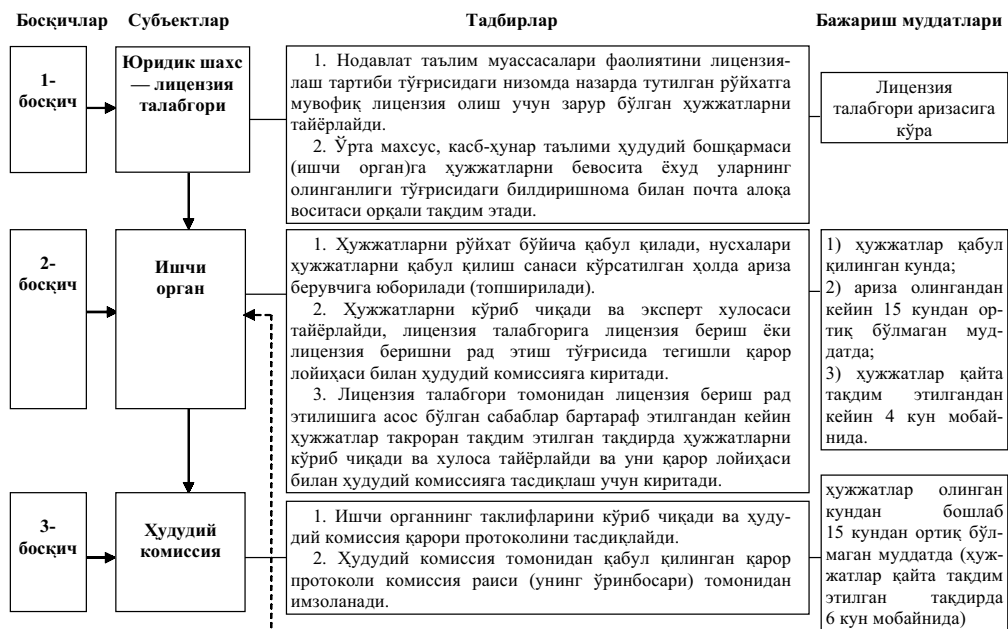 Босқичлар Субъектлар Тадбирлар Бажариш муддатлари
1-
босқич
Юридик шахс
— лицензия
талабгори
1. Нодавлат таълим муассасалари фаолиятини лицензия-
лаш тартиби тўғрисидаги низомда назарда тутилган рўйхатга
мувофиқ лицензия олиш учун зарур бўлган ҳужжатларни
тайёрлайди.
2. Ўрта махсус, касб-ҳунар таълими ҳудудий бошқармаси
(ишчи орган)га ҳужжатларни бевосита ёхуд уларнинг
олинганлиги тўғрисидаги билдиришнома билан почта алоқа
воситаси орқали тақдим этади.
Лицензия
талабгори аризасига
кўра
2-
босқич
Ишчи
орган
1. Ҳужжатларни рўйхат бўйича қабул қилади, нусхалари
ҳужжатларни қабул қилиш санаси кўрсатилган ҳолда ариза
берувчига юборилади (топширилади).
2. Ҳужжатларни кўриб чиқади ва эксперт хулосаси
тайёрлайди, лицензия талабгорига лицензия бериш ёки
лицензия беришни рад этиш тўғрисида тегишли қарор
лойиҳаси билан ҳудудий комиссияга киритади.
3. Лицензия талабгори томонидан лицензия бериш рад
этилишига асос бўлган сабаблар бартараф этилгандан кейин
ҳужжатлар такроран тақдим этилган тақдирда ҳужжатларни
кўриб чиқади ва хулоса тайёрлайди ва уни қарор лойиҳаси
билан ҳудудий комиссияга тасдиқлаш учун киритади.
1) ҳужжатлар қабул
қилинган кунда;
2) ариза олингандан
кейин 15 кундан ор-
тиқ бўлмаган муд-
датда;
3) ҳужжатлар қайта
тақдим этилгандан
кейин 4 кун мобай-
нида.
3-
босқич
Ҳудудий
комиссия
1. Ишчи органнинг таклифларини кўриб чиқади ва ҳуду-
дий комиссия қарори протоколини тасдиқлайди.
2. Ҳудудий комиссия томонидан қабул қилинган қарор
протоколи комиссия раиси (унинг ўринбосари) томонидан
имзоланади.
ҳужжатлар олинган
кундан бошлаб
15 кундан ортиқ бўл-
маган муддатда (ҳуж-
жатлар қайта тақдим
этилган тақдирда
6 кун мобайнида)